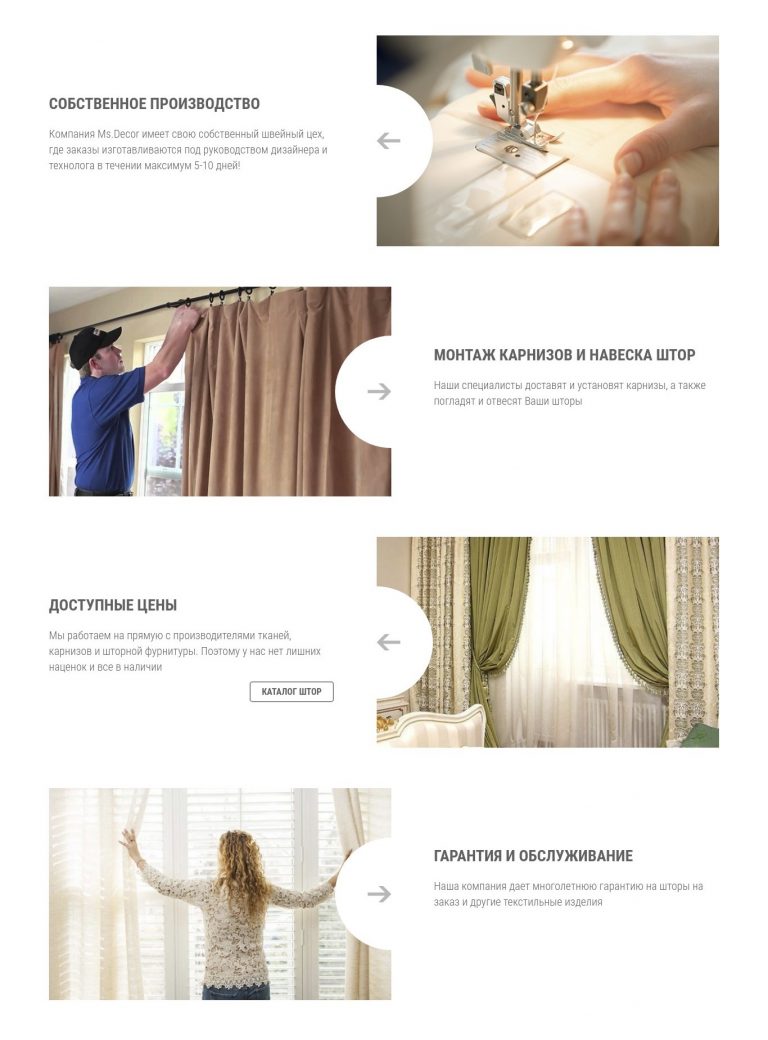 СОБСТВЕННОЕ ПРОИЗВОДСТВО
Компания Ms.Decor имеет свою собственный швейный цех,
где заказы изготавливаются под руководством дизайнера и
технолога в течении максимум 5-10 дней!
МОНТАЖ КАРНИЗОВ И НАВЕСКА ШТОР
Наши специалисты доставят и установят карнизы, а также
погладят и отвесят Ваши шторы
ДОСТУПНЫЕ ЦЕНЫ
Мы работаем на прямую с производителями тканей,
карнизов и шторной фурнитуры. Поэтому у нас нет лишних
наценок и все в наличии
КАТАЛОГ ШТОР
ГАРАНТИЯ И ОБСЛУЖИВАНИЕ
Наша компания дает многолетнюю гарантию на шторы на
заказ и другие текстильные изделия